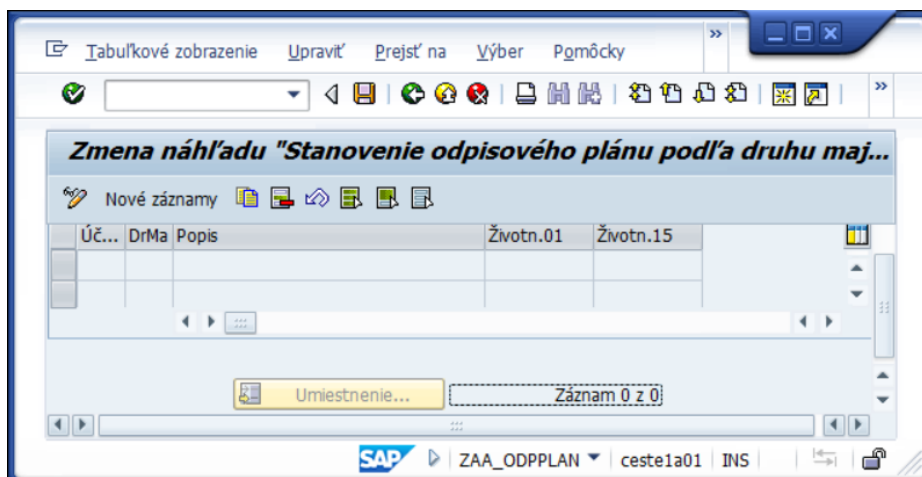 Tabuľkové zobrazenie Upraviť Prejsť na Výber Pomôcky »
»
Zmena náhľadu "Stanovenie odpisového plánu podľa druhu maj...
Nové záznamy
Úč... DrMa Popis Životn.01 Životn.15
Umiestnenie... Záznam 0 z 0
SAP ZAA_ODPPLAN ceste1a01 INS